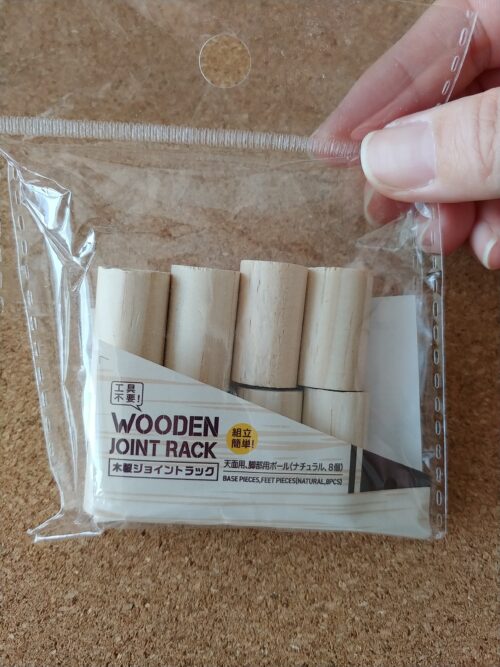 工具
不要!
WOODEN
JOINT RACK
組立
簡単!
木製ジョイントラック
天面用、脚部用ポール(ナチュラル、8個)
BASE PIECES,FEET PIECES(NATURAL,8PCS)